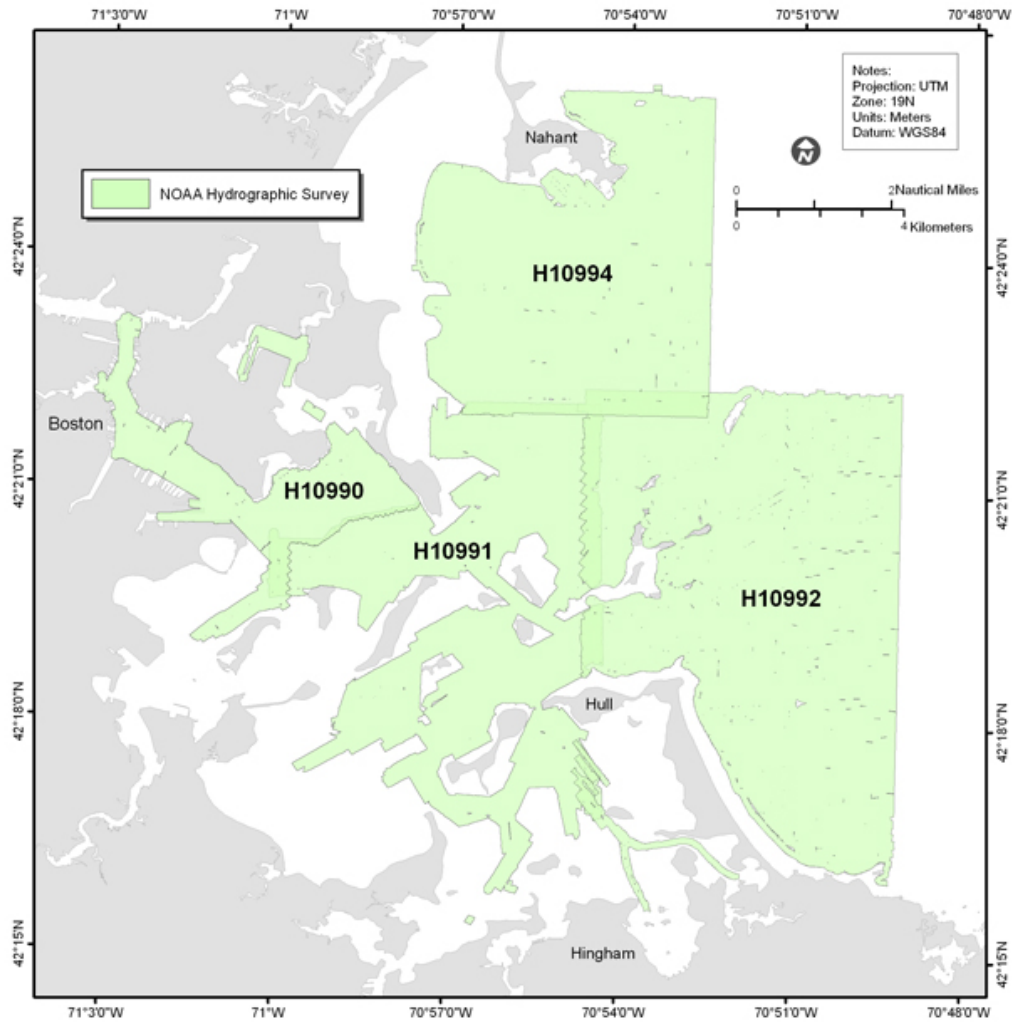 71°3'0"W 71°0'W 70°57'0"W 70°54'0"W 70°51'0"W 70°48'0"W
Notes:
Projection: UTM
Zone: 19N
Units: Meters
Datum: WGS84
Nahant
N
NOAA Hydrographic Survey
0 2Nautical Miles
0 4 Kilometers
42°24'0"N
42°24'0"N
H10994
Boston
H10990
42°21'0"N
42°21'0"N
H10991
H10992
Hull
42°18'0"N
42°18'0"N
Hingham
42°15'0"N
42°15'0"N
71°3'0"W 71°W 70°57'0"W 70°54'0"W 70°51'0"W 70°48'0"W